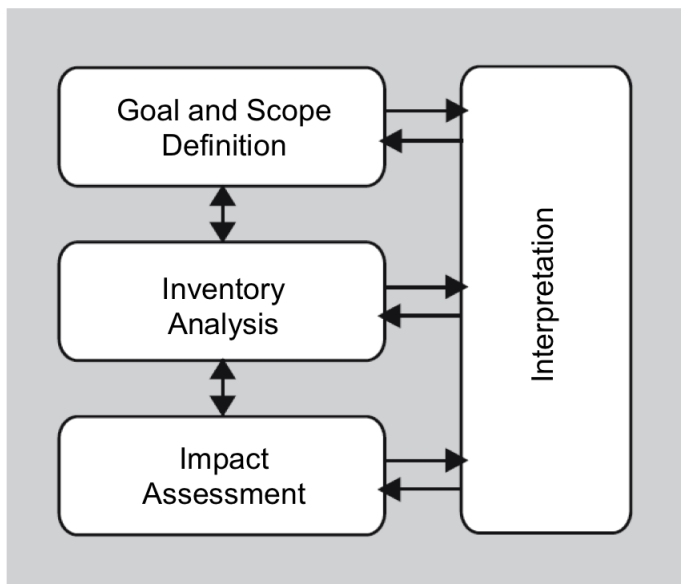 Goal and Scope
Definition
Inventory
Analysis
Impact
Assessment
Interpretation